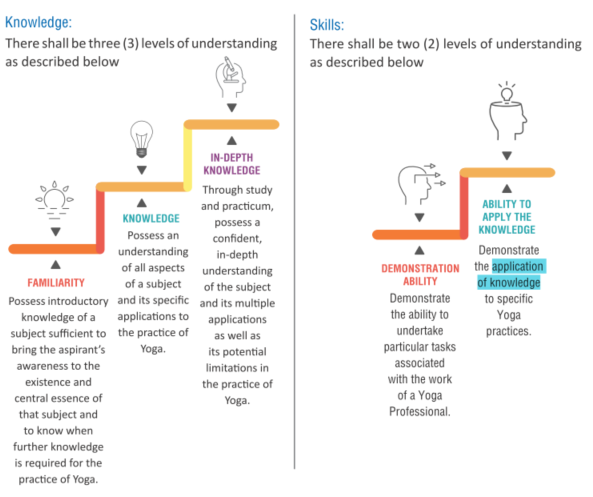 Knowledge:
There shall be three (3) levels of understanding
as described below
IN-DEPTH
KNOWLEDGE
Through study
and practicum,
possess a
confident,
in-depth
understanding
of the subject
and its multiple
applications
as well as
its potential
limitations in
the practice of
Yoga.
KNOWLEDGE
Possess an
understanding
of all aspects
of a subject
and its specific
applications to
the practice of
Yoga.
FAMILIARITY
Possess introductory
knowledge of a
subject sufficient to
bring the aspirant’s
awareness to the
existence and
central essence of
that subject and
to know when
further knowledge
is required for the
practice of Yoga.
Skills:
There shall be two (2) levels of understanding
as described below
ABILITY TO
APPLY THE
KNOWLEDGE
Demonstrate
the application
of knowledge
to specific
Yoga
practices.
DEMONSTRATION
ABILITY
Demonstrate
the ability to
undertake
particular tasks
associated
with the work
of a Yoga
Professional.